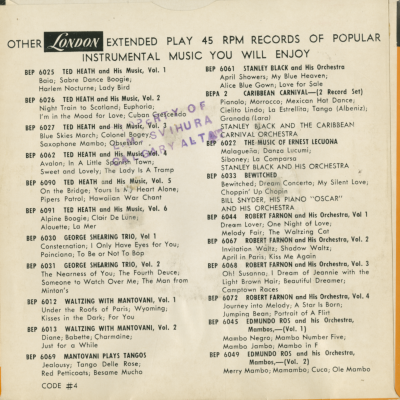 OTHER London EXTENDED PLAY 45 RPM RECORDS OF POPULAR
INSTRUMENTAL MUSIC YOU WILL ENJOY
BEP 6025 TED HEATH and His Music, Vol. 1
Baia; Sabre Dance Boogie;
Harlem Nocturne; Lady Bird
BEP 6026 TED HEATH and His Music, Vol. 2
Night Train to Scotland; Euphoria;
I'm in the Mood for Love; Cuban
BEP 6027 TED HEATH and His Music, Vol. 3
Blue Skies March; Colonel Bogey;
Saxophone Mambo; Obsession
BEP 6062 TED HEATH and His Music, Vol. 4
Avalon; In A Little Spanish Town;
Sweet and Lovely; The Lady Is A Tramp
BEP 6090 TED HEATH and His Music, Vol. 5
On the Bridge; Yours Is My Heart Alone;
Pipers Patrol; Hawaiian War Chant
BEP 6091 TED HEATH and His Music, Vol. 6
Alpine Boogie; Clair De Lune;
Alouette; La Mer
BEP 6030 GEORGE SHEARING TRIO, Vol. 1
Consternation; I Only Have Eyes for You;
Painciana; To Be or Not To Bop
BEP 6031 GEORGE SHEARING TRIO, Vol. 2
The Nearness of You; The Fourth Deuce;
Someone to Watch Over Me; The Man from
Minton's
BEP 6012 WALTZING WITH MANTOVANI, Vol. 1
Under the Roofs of Paris, Wyoming;
Kisses in the Dark, For You
BEP 6013 WALTZING WITH MANTOVANI, Vol. 2
Diane; Babette; Charmaine;
Just for a While
BEP 6069 MANTOVANI PLAYS TANGOS
Jealousy; Tango Delle Rose;
Red Petticoats; Besame Mucho
CODE #4
BEP 6061 STANLEY BLACK and His Orchestra
April Showers; My Blue Heaven;
Alice Blue Gown; Love for Sale
BEPA 2 CARIBBEAN CARNIVAL—(2 Record Set)
Pianola; Morrocco; Mexican Hat Dance;
Cielito Lindo; La Estrellita; Tango (Albeniz);
Granada (Lara)
STANLEY BLACK AND THE CARIBBEAN
CARNIVAL ORCHESTRA
BEP 6022 THE MUSIC OF ERNEST LECUONA
Malagueña; Danza Lucumi;
Siboney; La Comparsa
STANLEY BLACK AND HIS ORCHESTRA
BEP 6033 BEWITCHED
Bewitched; Dream Concerto; My Silent Love;
Choppin' Up Chopin
BILL SNYDER, HIS PIANO "OSCAR"
AND HIS ORCHESTRA
BEP 6044 ROBERT FARNON and His Orchestra, Vol 1
Dream Lover; One Night of Love;
Melody Fair; The Waltzing Cat
BEP 6067 ROBERT FARNON and His Orchestra, Vol. 2
Invitation Waltz; Shadow Waltz;
April in Paris, Kiss Me Again
BEP 6068 ROBERT FARNON and His Orchestra, Vol. 3
Oh! Susanna; I Dream of Jeannie with the
Light Brown Hair; Beautiful Dreamer;
Camptown Races
BEP 6072 ROBERT FARNON and His Orchestra, Vol. 4
Journey into Melody; A Star Is Born;
Jumping Bean; Portrait of A Flirt
BEP 6045 EDMUNDO ROS and his Orchestra,
Mambos,—(Vol. 1)
Mambo Negro; Mambo Number Five;
Mambo Jambo; Mambo in F
BEP 6049 EDMUNDO ROS and his Orchestra,
Mambos,—(Vol. 2)
Merry Mambo; Mamambo; Cuca; Ole Mambo
PROPERTY OF
CALGARY ALTA